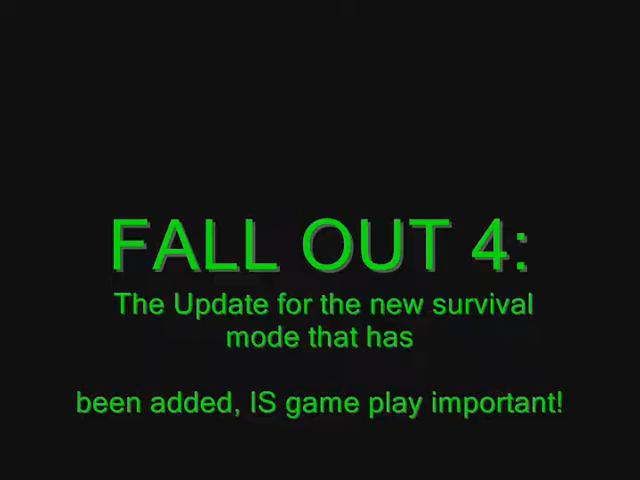 FALL OUT 4:
The Update for the new survival
mode that has
been added, IS game play important!